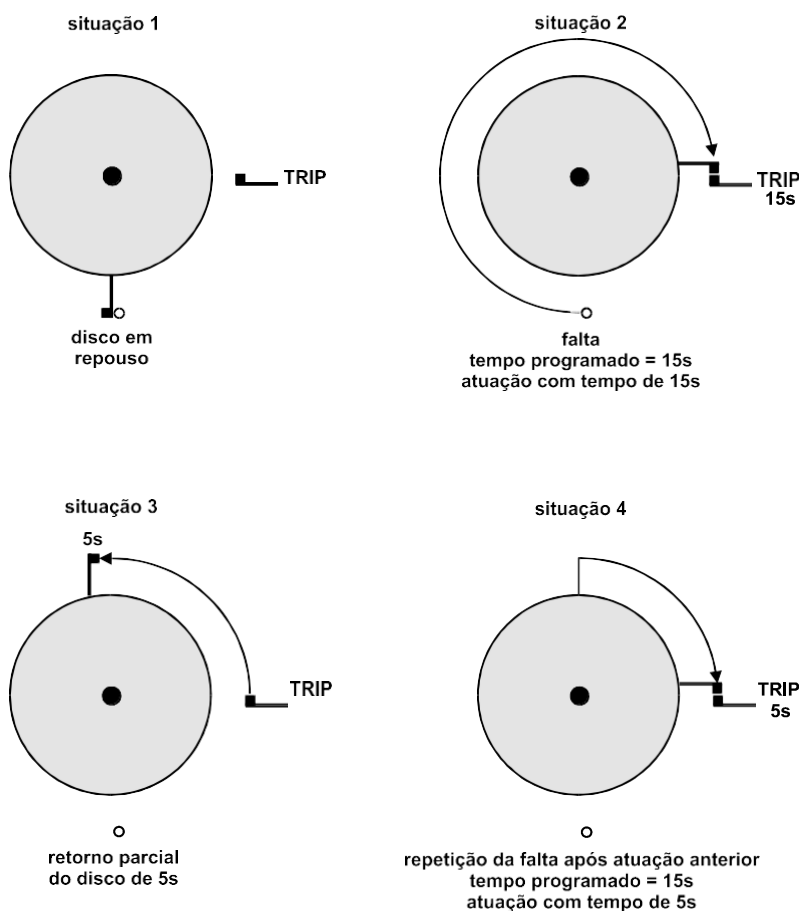 situação 1
TRIP
disco em
repouso
situação 2
TRIP
15s
falta
tempo programado = 15s
atuação com tempo de 15s
situação 3
5s
TRIP
retorno parcial
do disco de 5s
situação 4
TRIP
5s
repetição da falta após atuação anterior
tempo programado = 15s
atuação com tempo de 5s